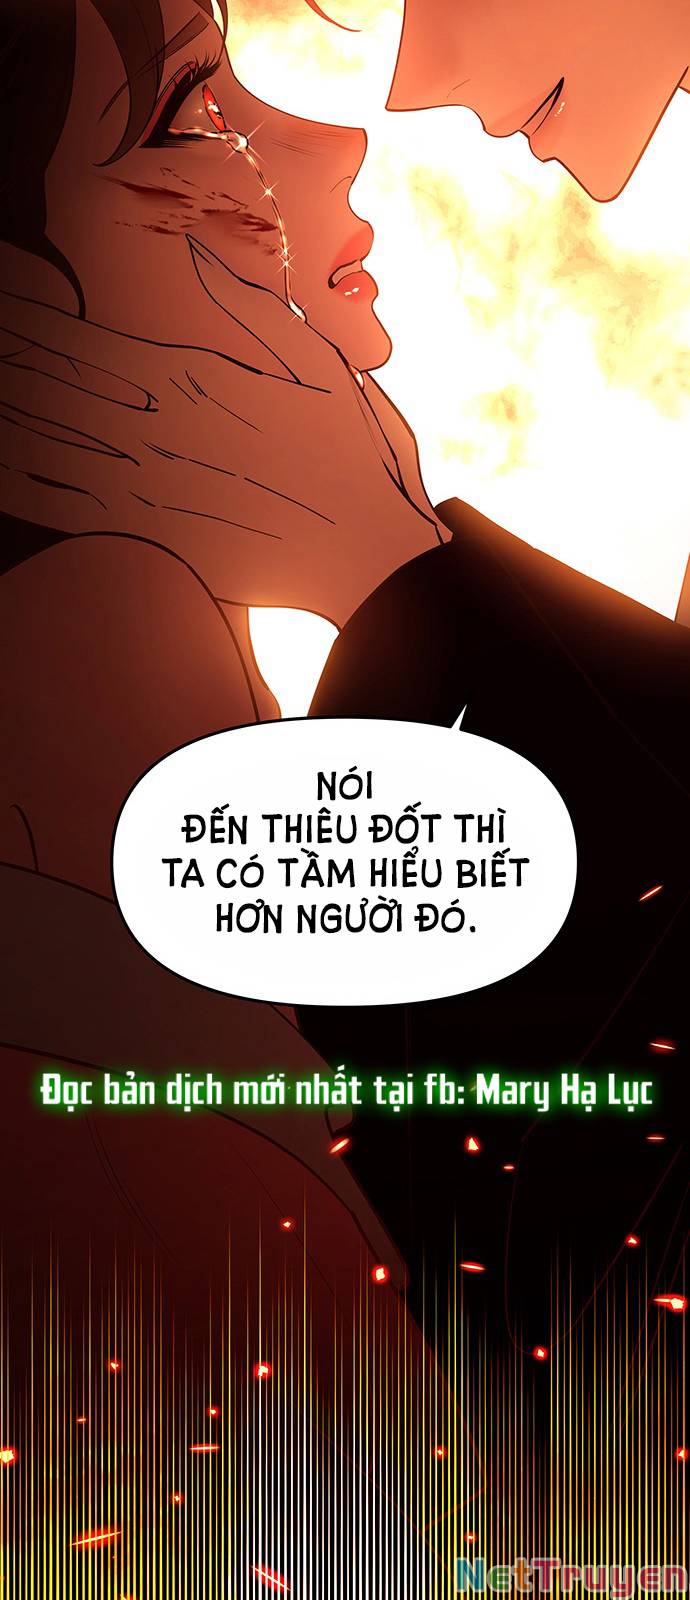 NÓI
ĐẾN THIÊU ĐỐT THÌ
TA CÓ TẦM HIỂU BIẾT
HƠN NGƯỜI ĐÓ.
Đọc bản dịch mới nhất tại fb: Mary Hạ Lục
NetTruyen